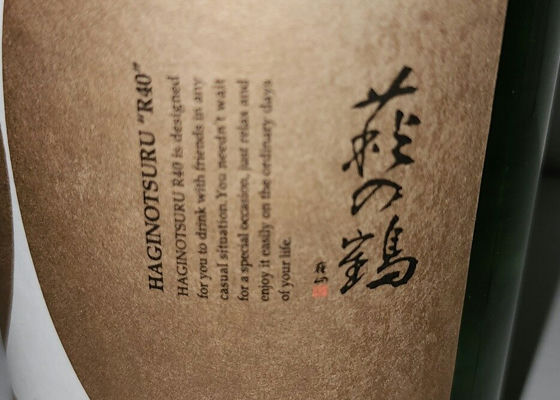 HAGINOTSURU "R40"
HAGINOTSURU R40 is designed
for you to drink with friends in any
casual situation.You needn't wait
for a special occasion, just relax and
enjoy it easily on the ordinary days
of your life.
萩の鶴